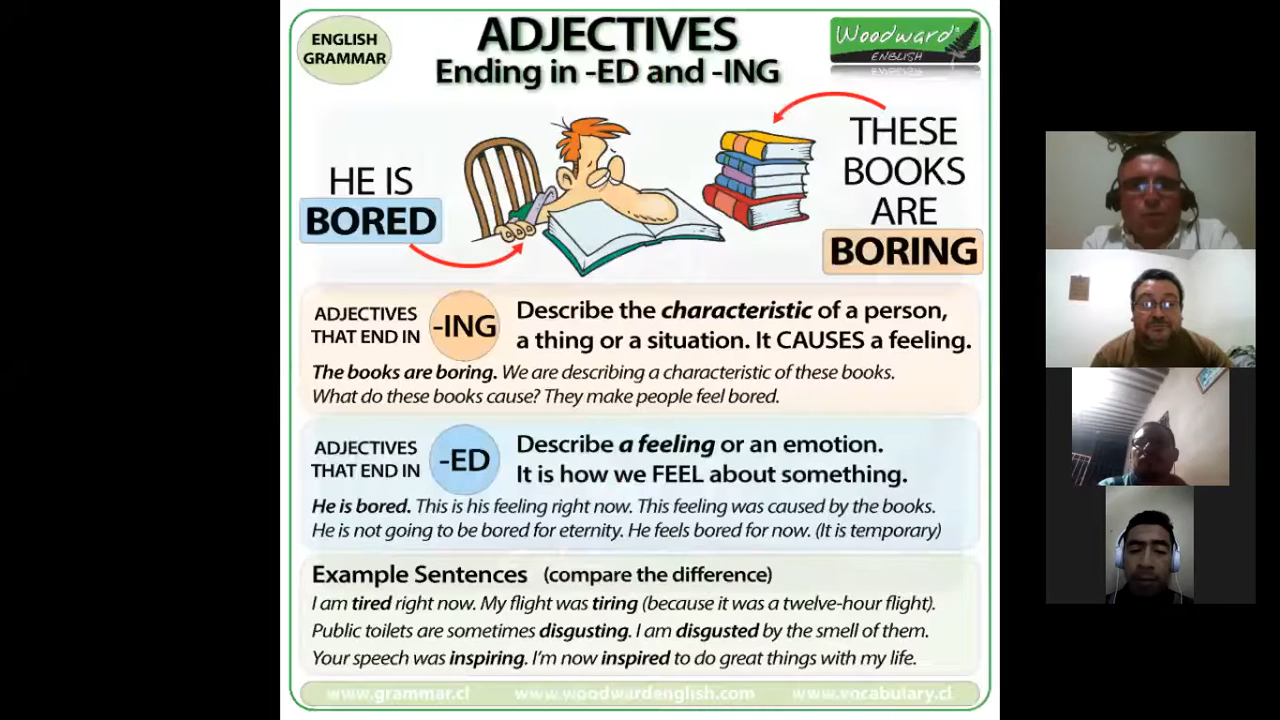 ENGLISH
GRAMMAR
ADJECTIVES
Ending in -ED and -ING
Woodward
ENGLISH
HE IS
BORED
THESE
BOOKS
ARE
BORING
ADJECTIVES
THAT END IN
-ING
Describe the characteristic of a person,
a thing or a situation. It CAUSES a feeling.
The books are boring. We are describing a characteristic of these books.
What do these books cause? They make people feel bored.
ADJECTIVES
THAT END IN
-ED
Describe a feeling or an emotion.
It is how we FEEL about something.
He is bored. This is his feeling right now. This feeling was caused by the books.
He is not going to be bored for eternity. He feels bored for now. (It is temporary)
Example Sentences (compare the difference)
I am tired right now. My flight was tiring (because it was a twelve-hour flight).
Public toilets are sometimes disgusting. I am disgusted by the smell of them.
Your speech was inspiring. I'm now inspired to do great things with my life.
www.grammar.cl www.woodwardenglish.com www.vocabulary.cl